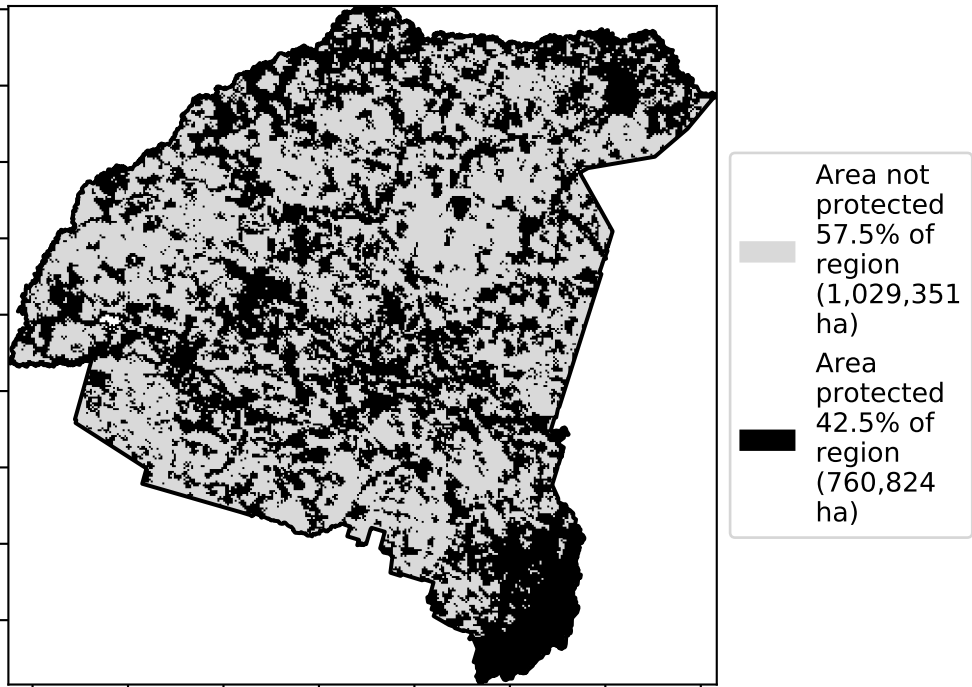 Area not
protected
57.5% of
region
(1,029,351
ha)
Area
protected
42.5% of
region
(760,824
ha)